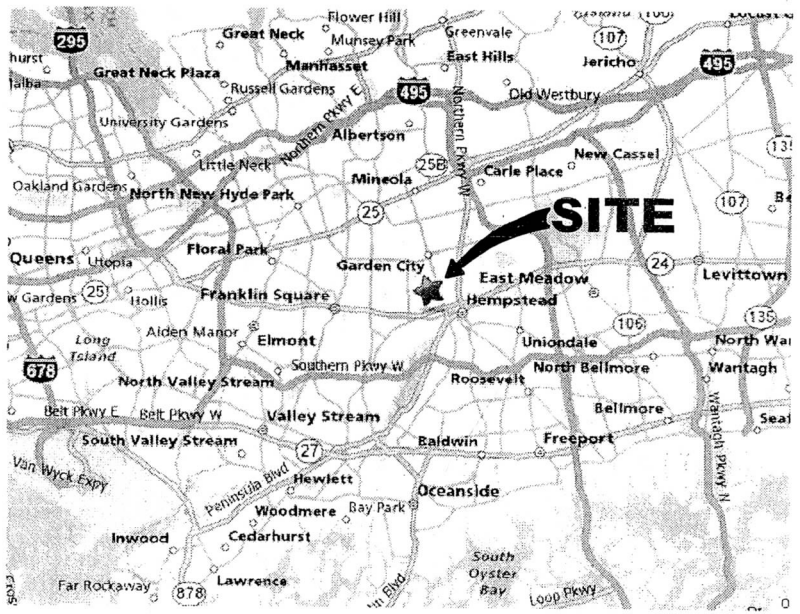 Flower Hill
Great Neck
Munsey Park
Greenvale
107
295
hurst
Manhasset
East Hills
Jericho
495
Great Neck Plaza
Russell Gardens
495
Old Westbury
University Gardens
Northern Pkwy E
Northern Pkwy W
Albertson
135
Little Neck
25B
New Cassel
Mineola
Carle Place
Oakland Gardens
North New Hyde Park
107
25
SITE
Queens
Utopia
Floral Park
Garden City
24
East Meadow
Levittown
w Gardens
25
Hollis
Franklin Square
Hempstead
Long
Island
Alden Manor
Elmont
106
135
Uniondale
678
Southern Pkwy W
North Bellmore
Wantagh
North Valley Stream
Roosevelt
Belt Pkwy E
Belt Pkwy W
Valley Stream
Bellmore
Wantagh Pkwy N
South Valley Stream
27
Baldwin
Freeport
Van Wyck Expy
Peninsula Blvd
Hewlett
Oceanside
Woodmere
Bay Park
Inwood
Cedarhurst
South
Oyster
Bay
Far Rockaway
878
Lawrence
Blvd
Loop Pkwy
0